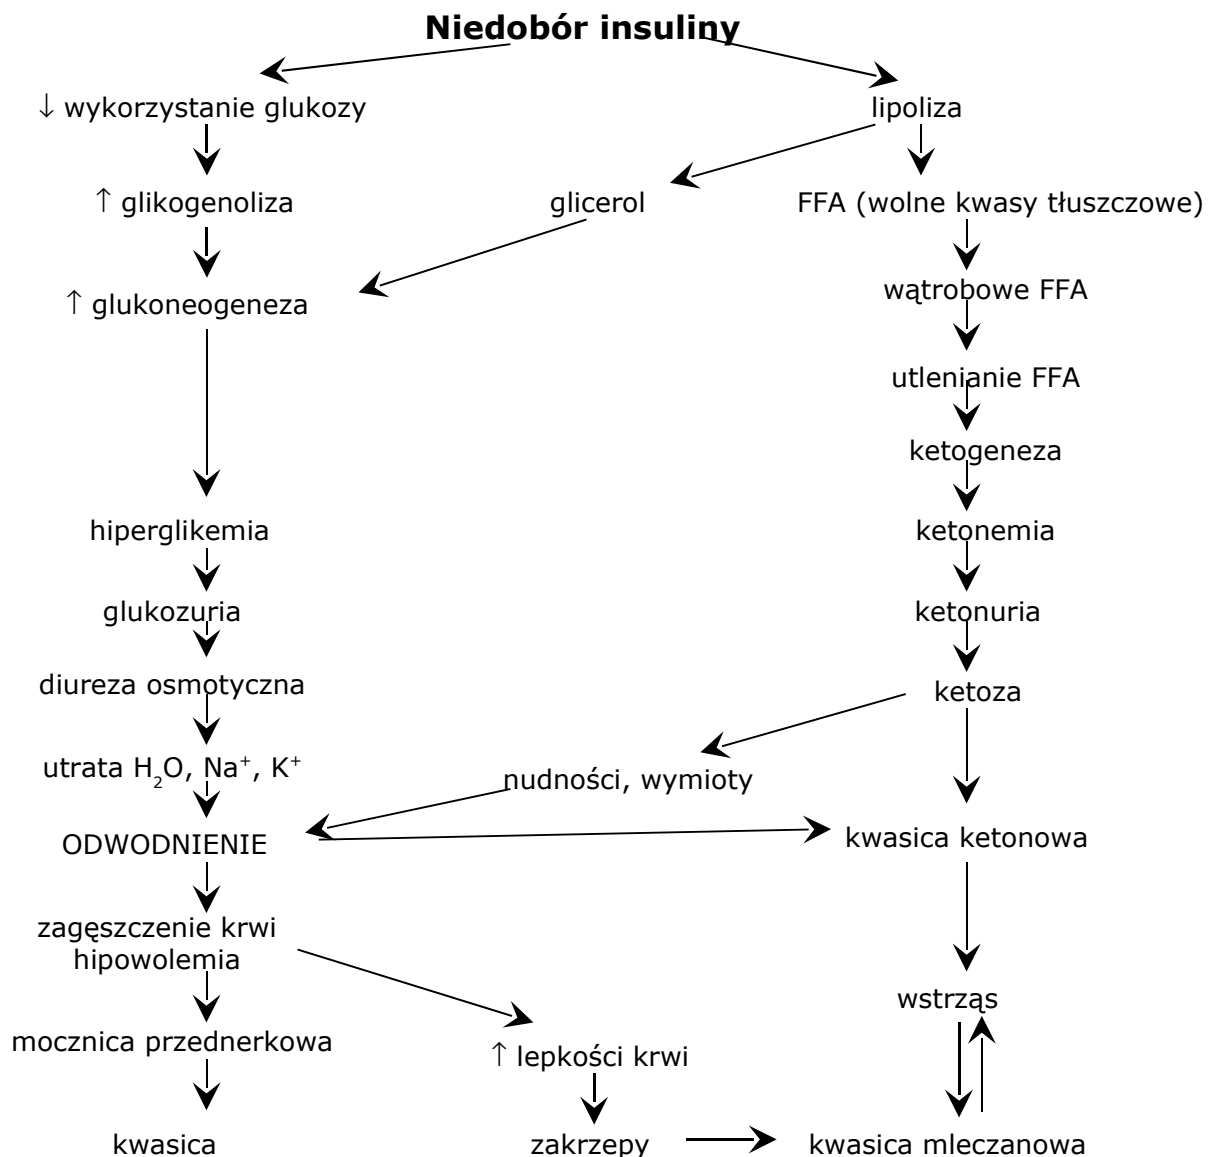 Niedobór insuliny
↓ wykorzystanie glukozy
lipoliza
↑ glikogenoliza
glicerol
FFA (wolne kwasy tłuszczowe)
↑ glukoneogeneza
wątrobowe FFA
utlenianie FFA
ketogeneza
hiperglikemia
ketonemia
glukozuria
ketonuria
diureza osmotyczna
ketoza
utrata H₂O, Na⁺, K⁺
nudności, wymioty
ODWODNIENIE
kwasica ketonowa
zagęszczenie krwi
hipowolemia
wstrząs
mocznica przednerkowa
↑ lepkości krwi
kwasica
zakrzepy
kwasica mleczanowa